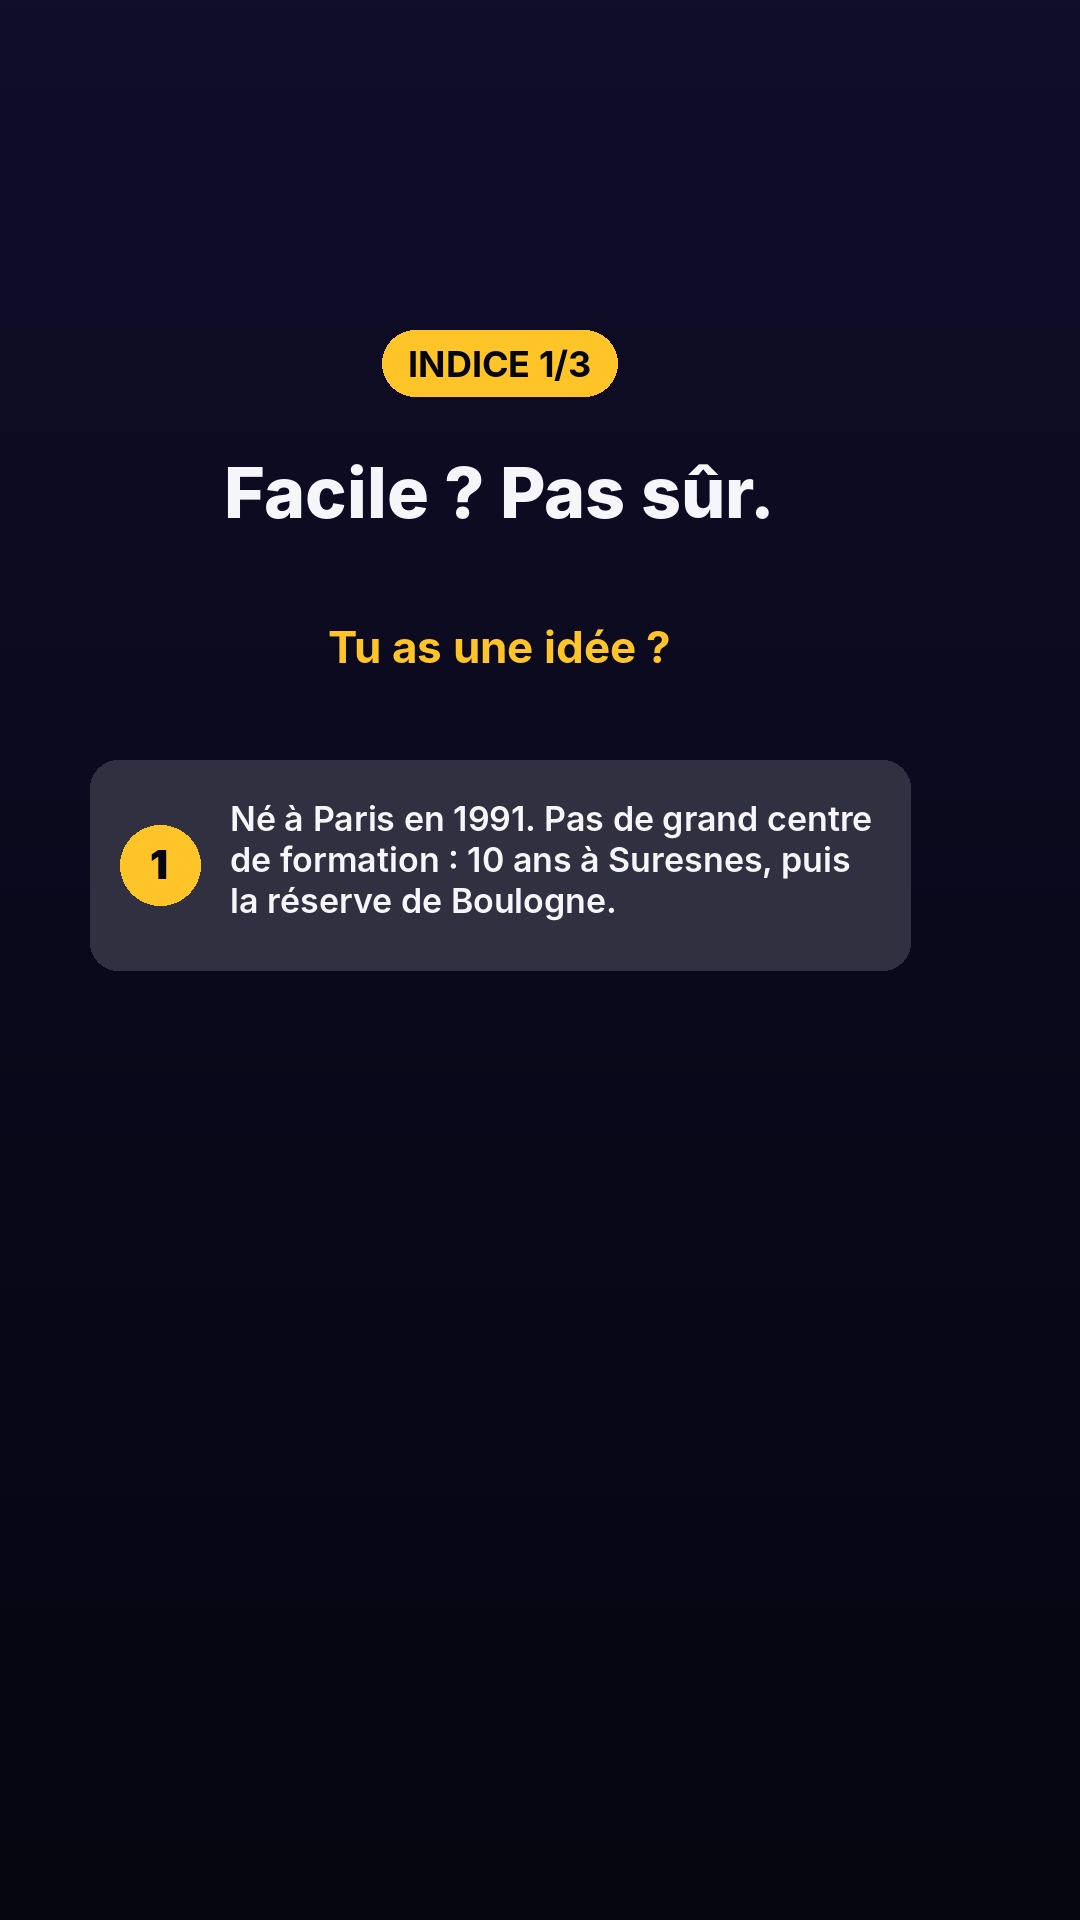 INDICE 1/3
Facile ? Pas sûr.
Tu as une idée ?
1
Né à Paris en 1991. Pas de grand centre
de formation : 10 ans à Suresnes, puis
la réserve de Boulogne.